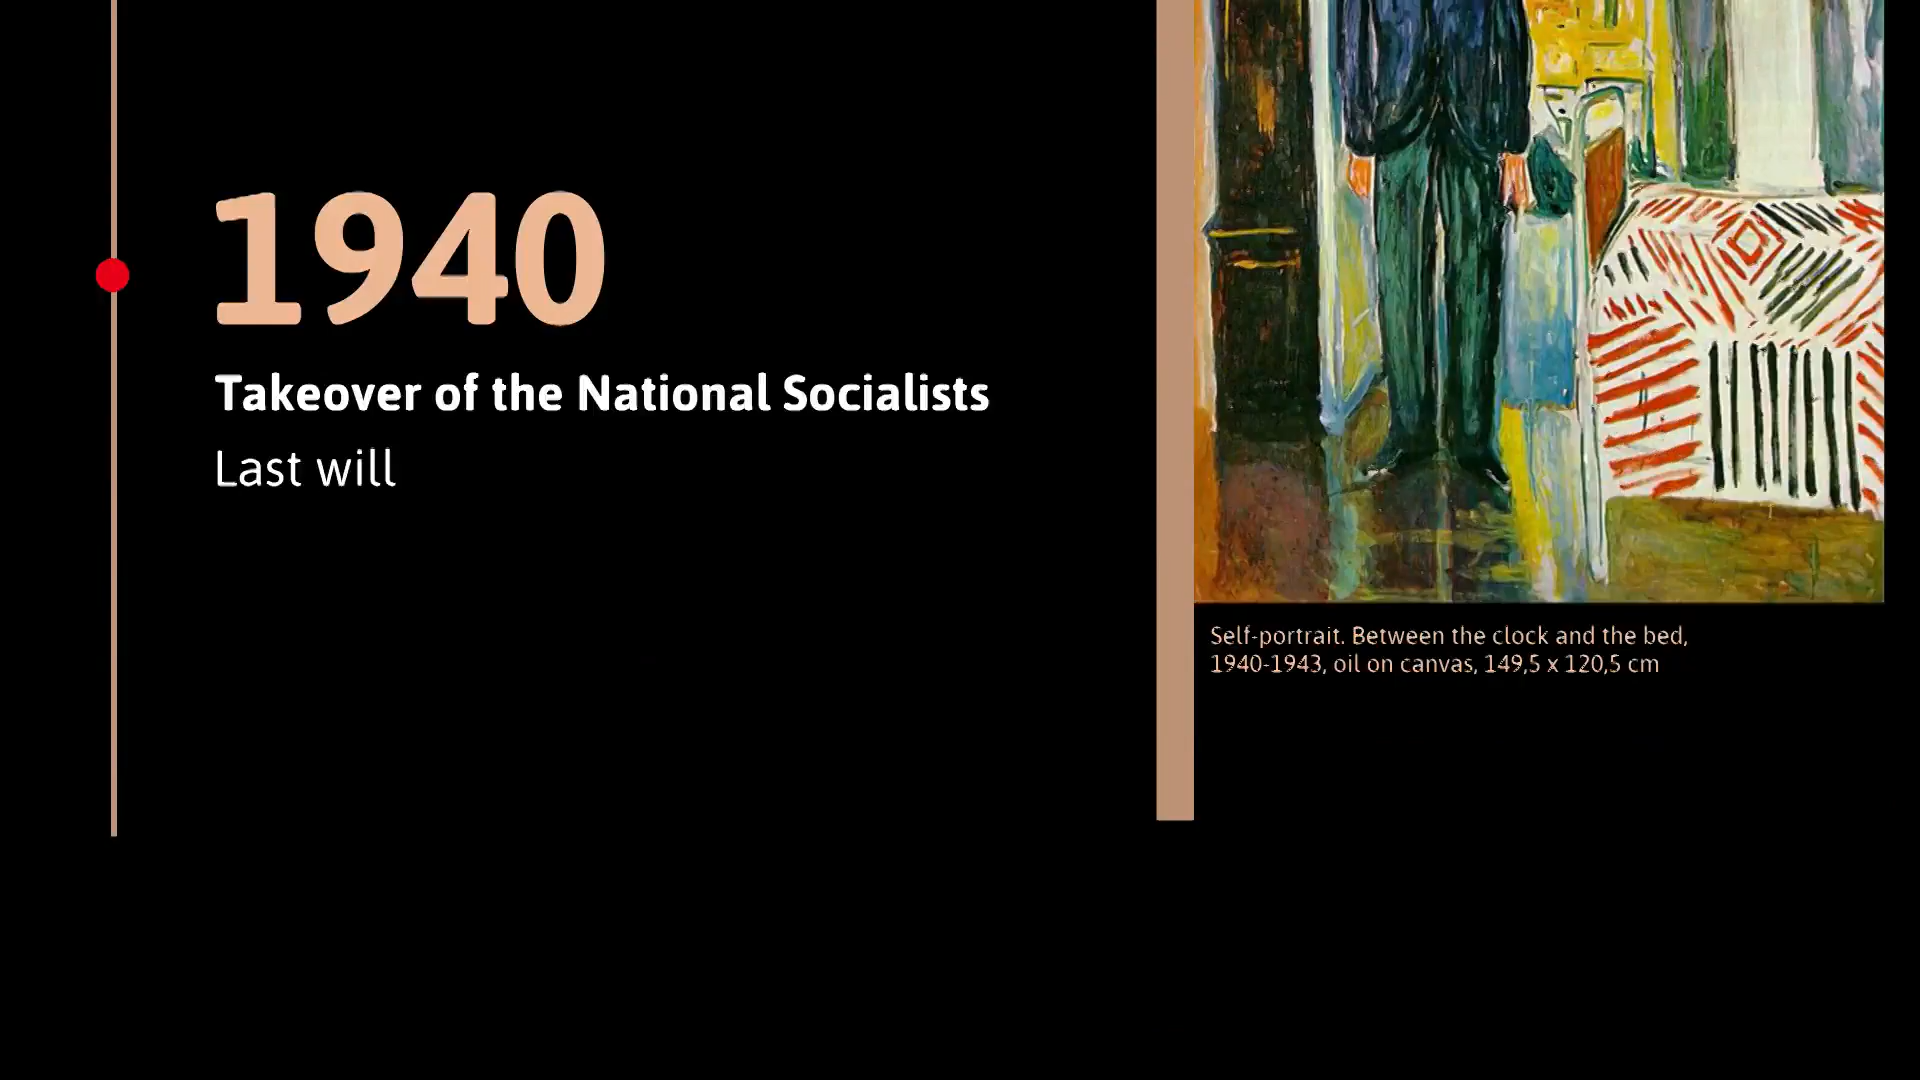 1940
Takeover of the National Socialists
Last will
Self-portrait. Between the clock and the bed,
1940-1943, oil on canvas, 149,5 x 120,5 cm